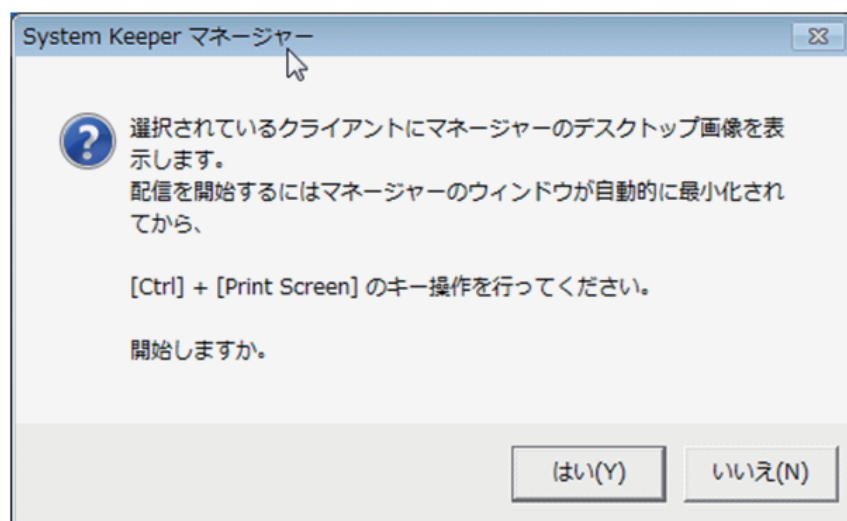 System Keeper マネージャー
選択されているクライアントにマネージャーのデスクトップ画像を表
示します。
配信を開始するにはマネージャーのウィンドウが自動的に最小化され
てから、
[Ctrl] + [Print Screen] のキー操作を行ってください。
開始しますか。
はい(Y)
いいえ(N)